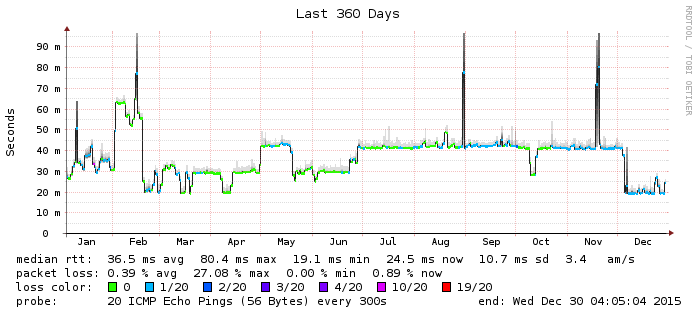 Last 360 Days
RRDTOOL / TOBI OETIKER
Seconds
90 m
80 m
70 m
60 m
50 m
40 m
30 m
20 m
10 m
0
Jan Feb Mar Apr May Jun Jul Aug Sep Oct Nov Dec
median rtt: 36.5 ms avg 80.4 ms max 19.1 ms min 24.5 ms now 10.7 ms sd 3.4 am/s
packet loss: 0.39 % avg 27.08 % max 0.00 % min 0.89 % now
loss color: 0 1/20 2/20 3/20 4/20 10/20 19/20
probe: 20 ICMP Echo Pings (56 Bytes) every 300s end: Wed Dec 30 04:05:04 2015